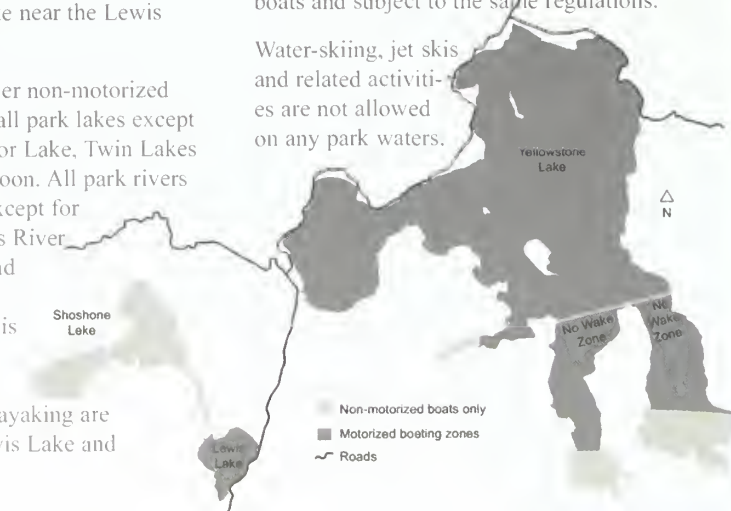 e near the Lewis
er non-motorized
all park lakes except
or Lake, Twin Lakes
oon. All park rivers
xcept for
s River
nd
is
ayaking are
vis Lake and
boats and subject to the same regulations.
Water-skiing, jet skis
and related activiti-
es are not allowed
on any park waters.
Yellowstone
Lake
N
No Wake
Zone
No
Wake
Zone
Shoshone
Lake
Lewis
Lake
Non-motorized boats only
Motorized boating zones
Roads